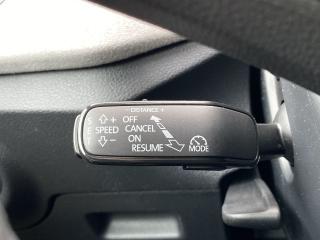 DISTANCE +
+ OFF
SPEED CANCEL
- ON
RESUME
MODE